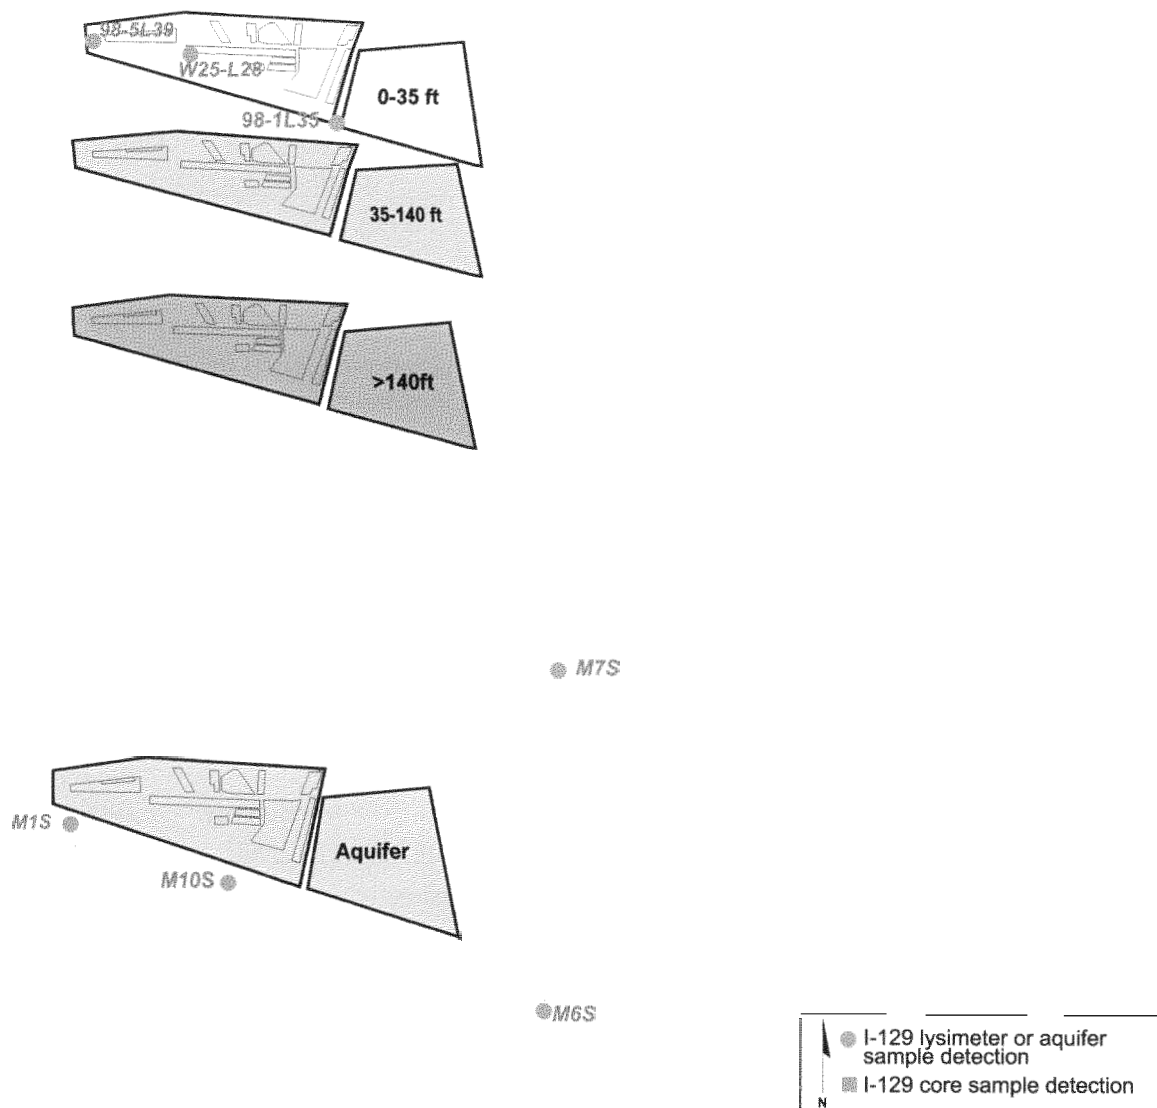 98-5L39
W25-L28
0-35 ft
98-1L35
35-140 ft
>140ft
M7S
M1S
Aquifer
M10S
M6S
I-129 lysimeter or aquifer
sample detection
I-129 core sample detection
N